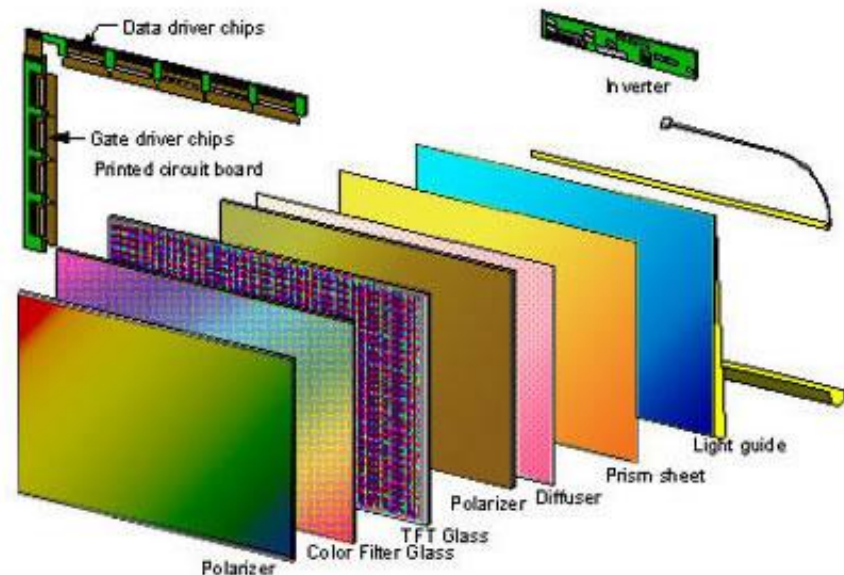 Data driver chips
Inverter
Gate driver chips
Printed circuit board
Light guide
Prism sheet
Diffuser
Polarizer
TFT Glass
Color Filter Glass
Polarizer